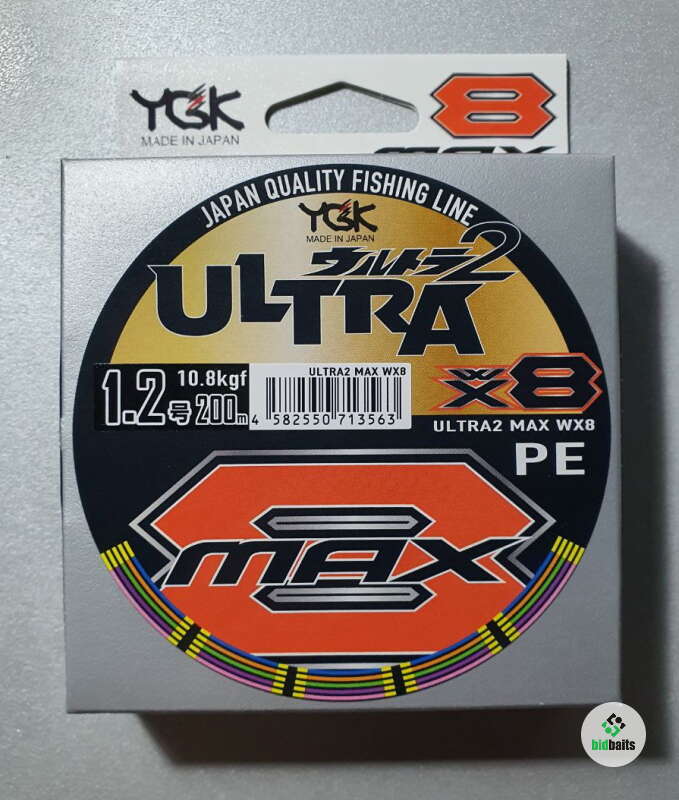 YGK
MADE IN JAPAN
8
MAX
JAPAN QUALITY FISHING LINE
YGK
MADE IN JAPAN
ウルトラ2
ULTRA
1.2号
10.8kgf
200m
ULTRA2 MAX WX8
4 582550 713563
WX8
ULTRA2 MAX WX8
PE
MAX
bidbaits